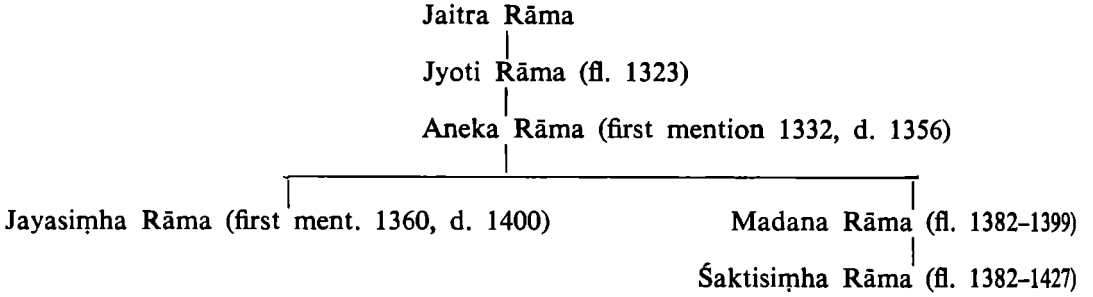 Jaitra Rāma
Jyoti Rāma (fl. 1323)
Aneka Rāma (first mention 1332, d. 1356)
Jayasiṃha Rāma (first ment. 1360, d. 1400)
Madana Rāma (fl. 1382–1399)
Śaktisiṃha Rāma (fl. 1382–1427)